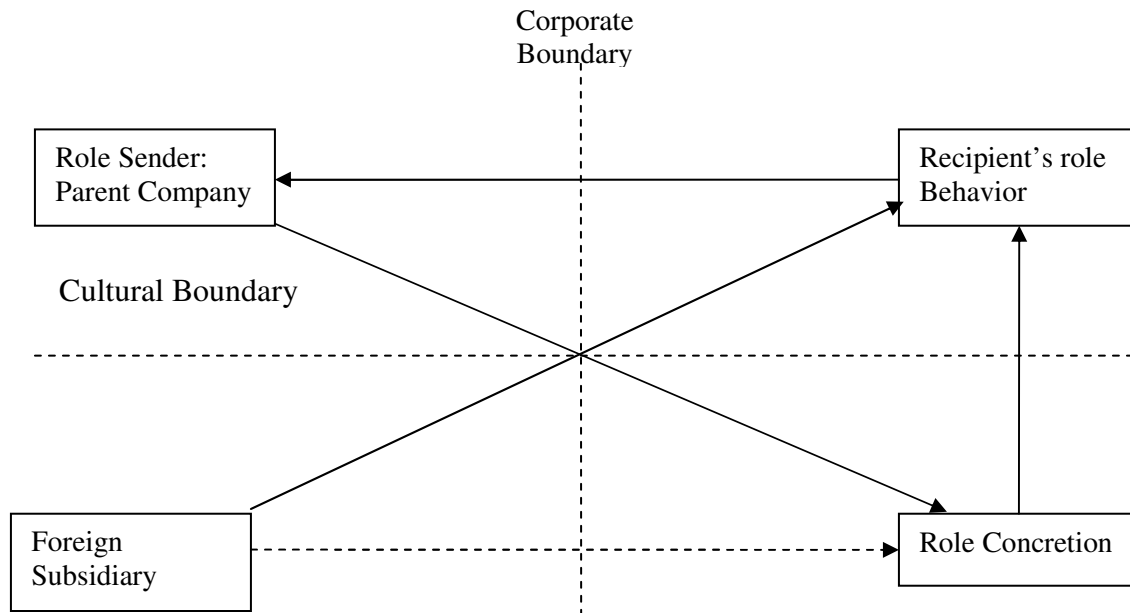 Corporate
Boundary
Role Sender:
Parent Company
Recipient's role
Behavior
Cultural Boundary
Foreign
Subsidiary
Role Concretion